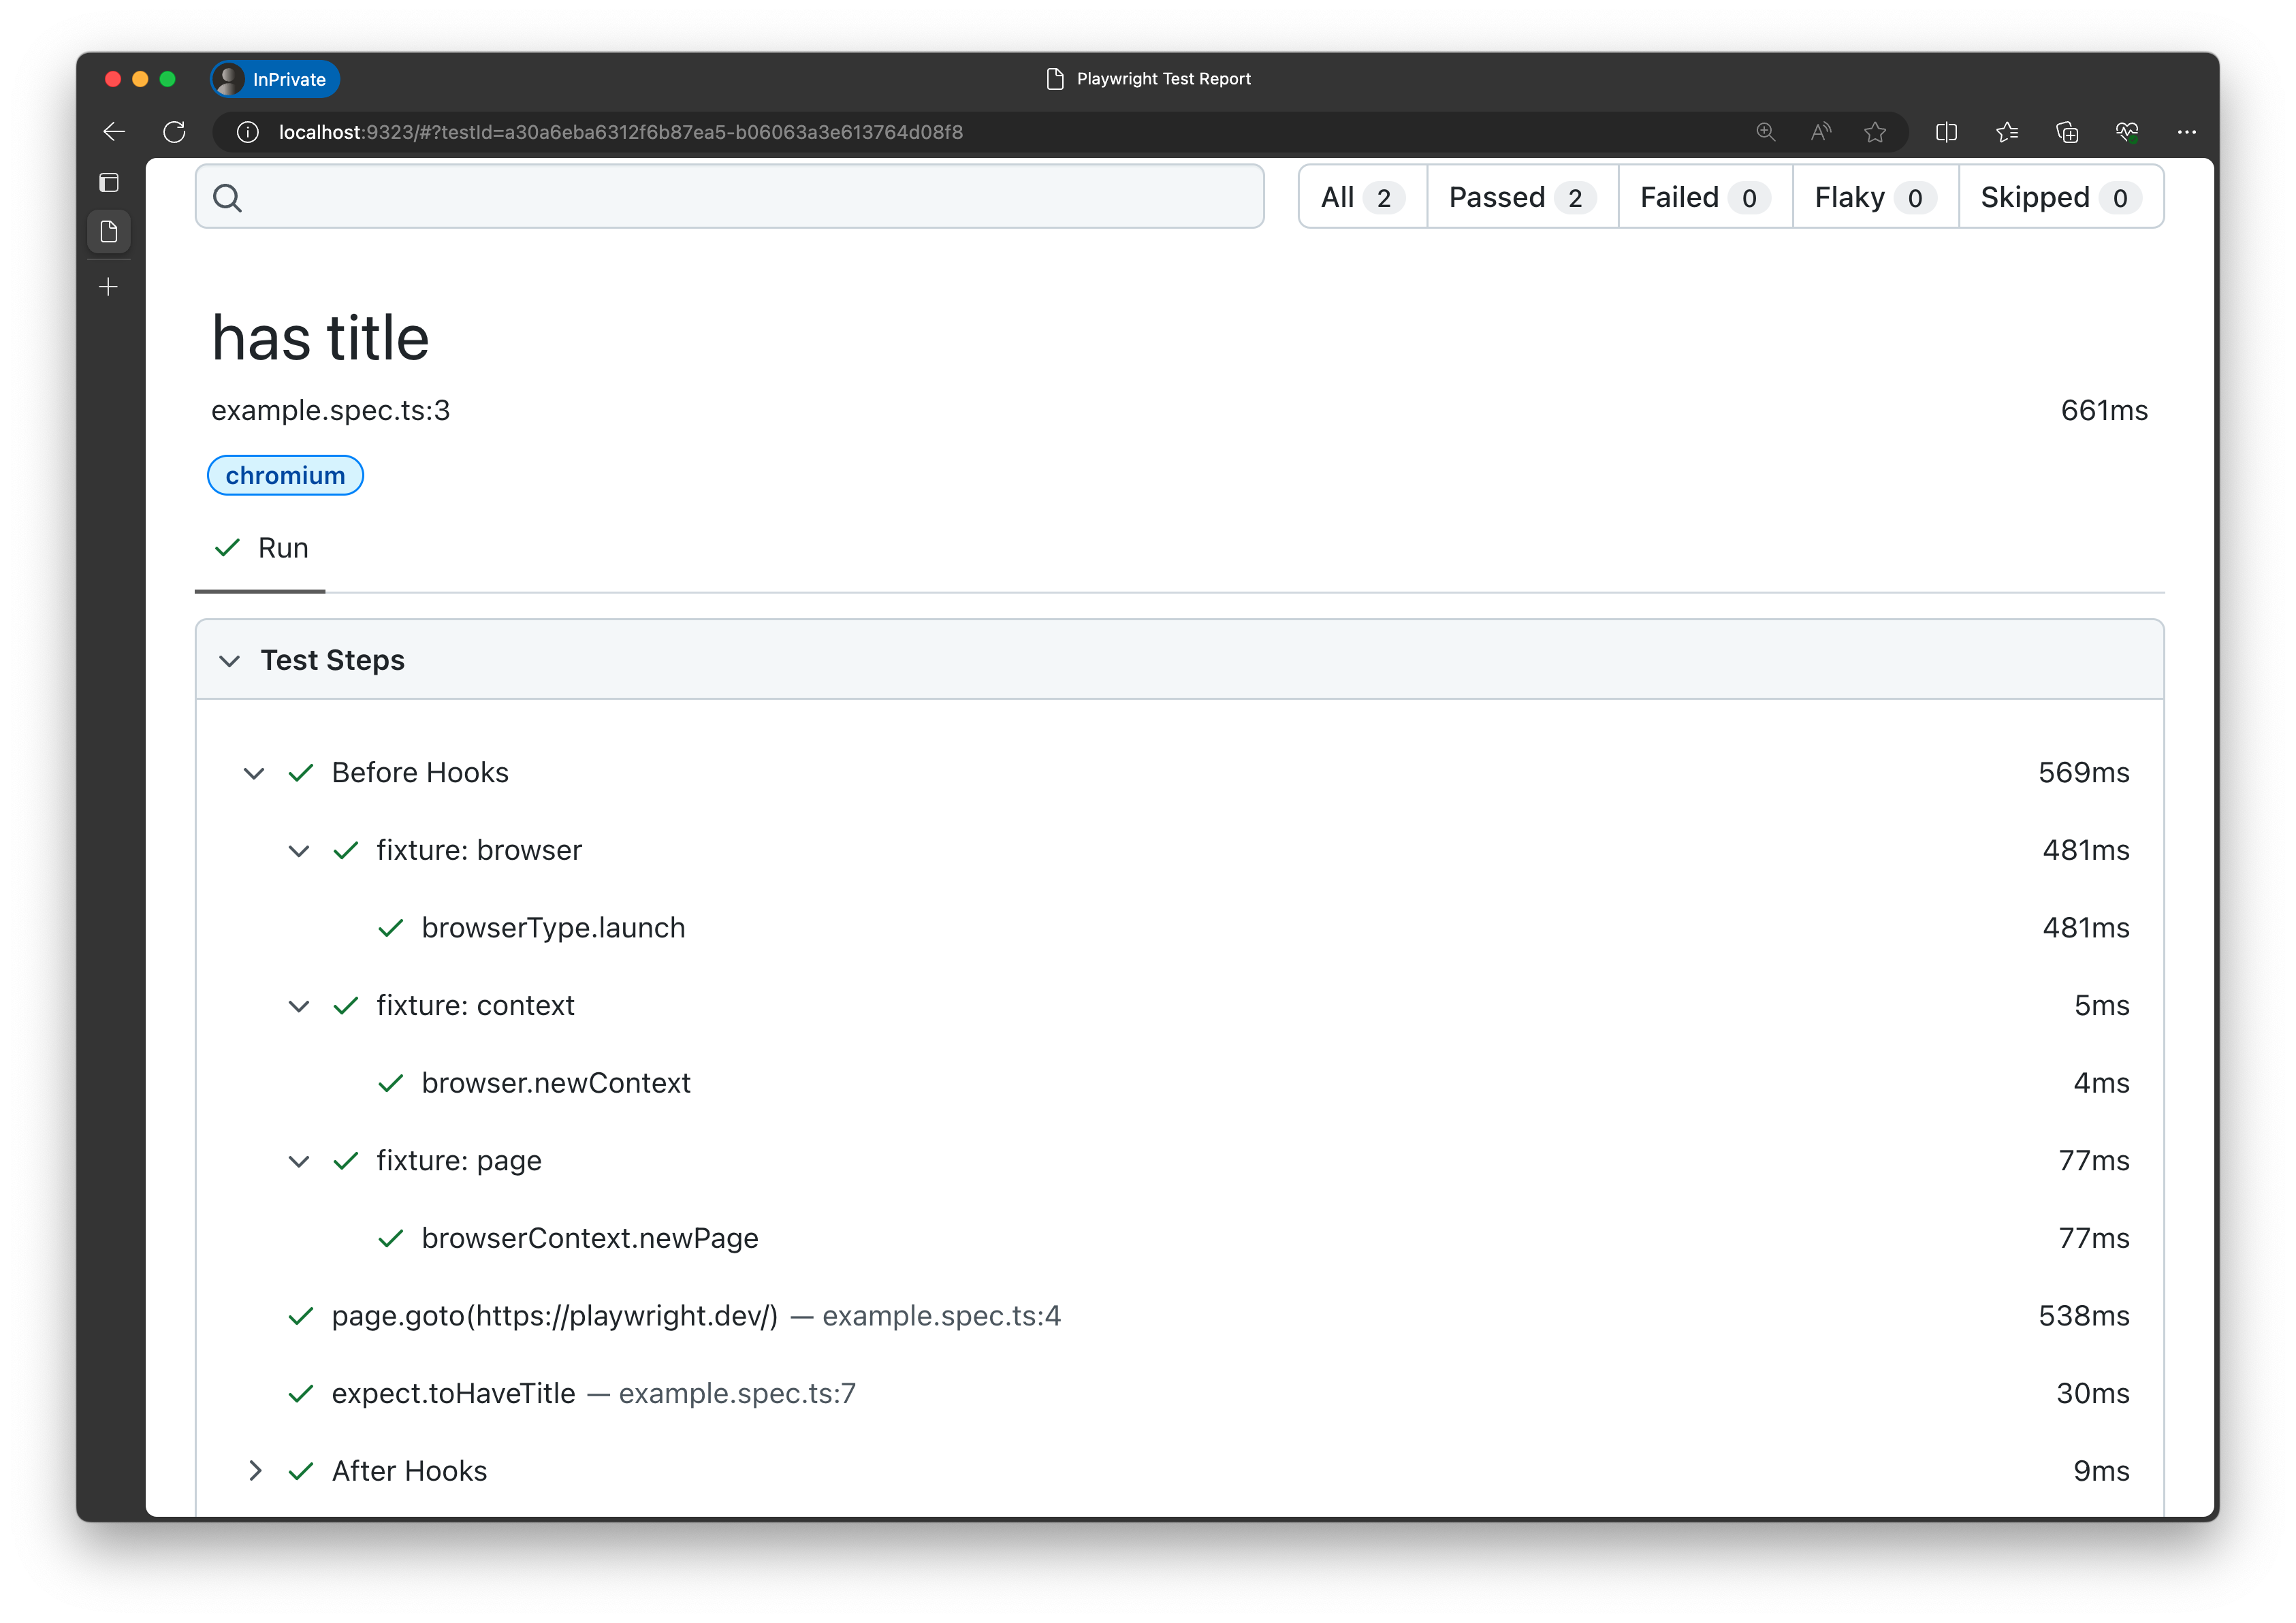 InPrivate
Playwright Test Report
localhost:9323/#?testId=a30a6eba6312f6b87ea5-b06063a3e613764d08f8
All 2 Passed 2 Failed 0 Flaky 0 Skipped 0
has title
example.spec.ts:3 661ms
chromium
Run
Test Steps
Before Hooks 569ms
fixture: browser 481ms
browserType.launch 481ms
fixture: context 5ms
browser.newContext 4ms
fixture: page 77ms
browserContext.newPage 77ms
page.goto(https://playwright.dev/) — example.spec.ts:4 538ms
expect.toHaveTitle — example.spec.ts:7 30ms
After Hooks 9ms